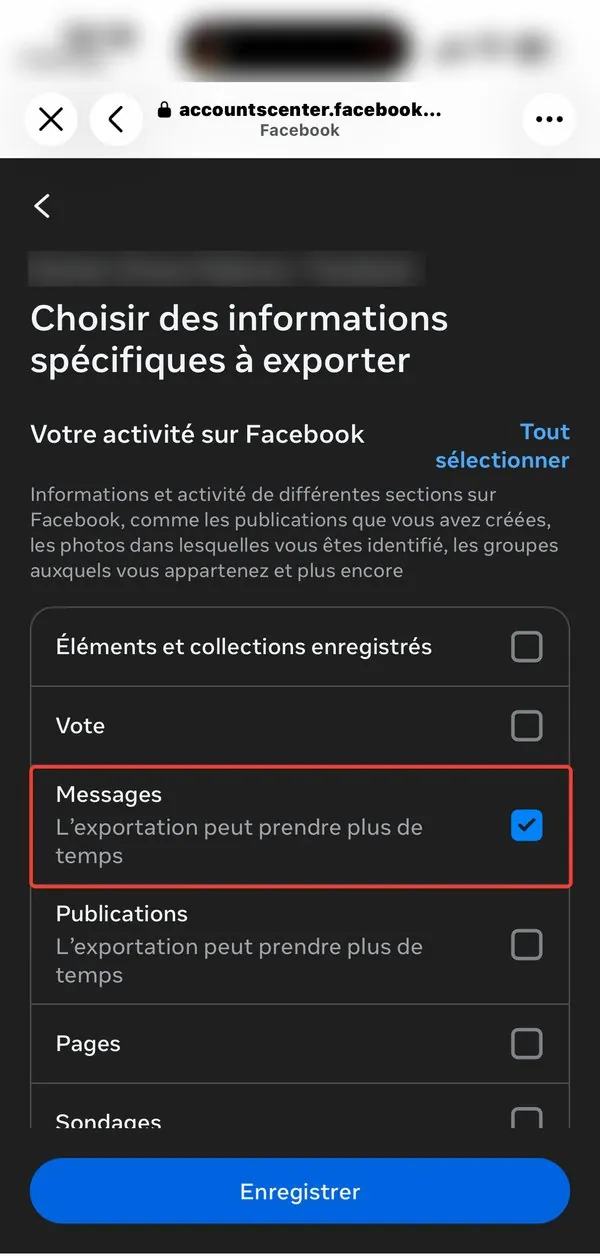 accountscenter.facebook...
Facebook
Choisir des informations
spécifiques à exporter
Votre activité sur Facebook
Tout
sélectionner
Informations et activité de différentes sections sur
Facebook, comme les publications que vous avez créées,
les photos dans lesquelles vous êtes identifié, les groupes
auxquels vous appartenez et plus encore
Éléments et collections enregistrés
Vote
Messages
L’exportation peut prendre plus de
temps
Publications
L’exportation peut prendre plus de
temps
Pages
Sondages
Enregistrer